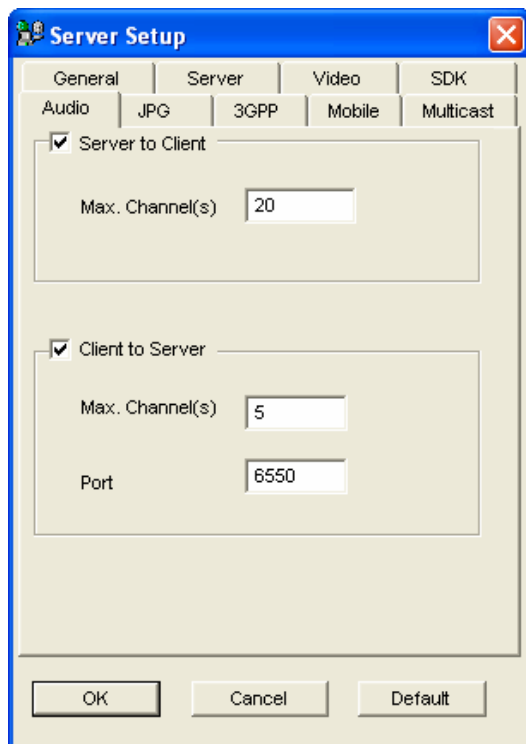 Server Setup
General Server Video SDK
Audio JPG 3GPP Mobile Multicast
Server to Client
Max. Channel(s) 20
Client to Server
Max. Channel(s) 5
Port 6550
OK Cancel Default